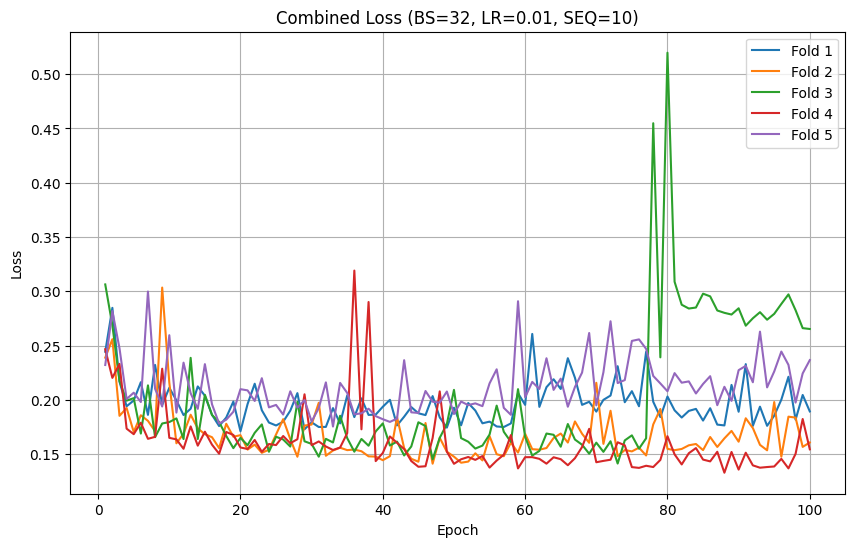 Combined Loss (BS=32, LR=0.01, SEQ=10)
Fold 1
Fold 2
Fold 3
Fold 4
Fold 5
Loss
0.50
0.45
0.40
0.35
0.30
0.25
0.20
0.15
0
20
40
60
80
100
Epoch